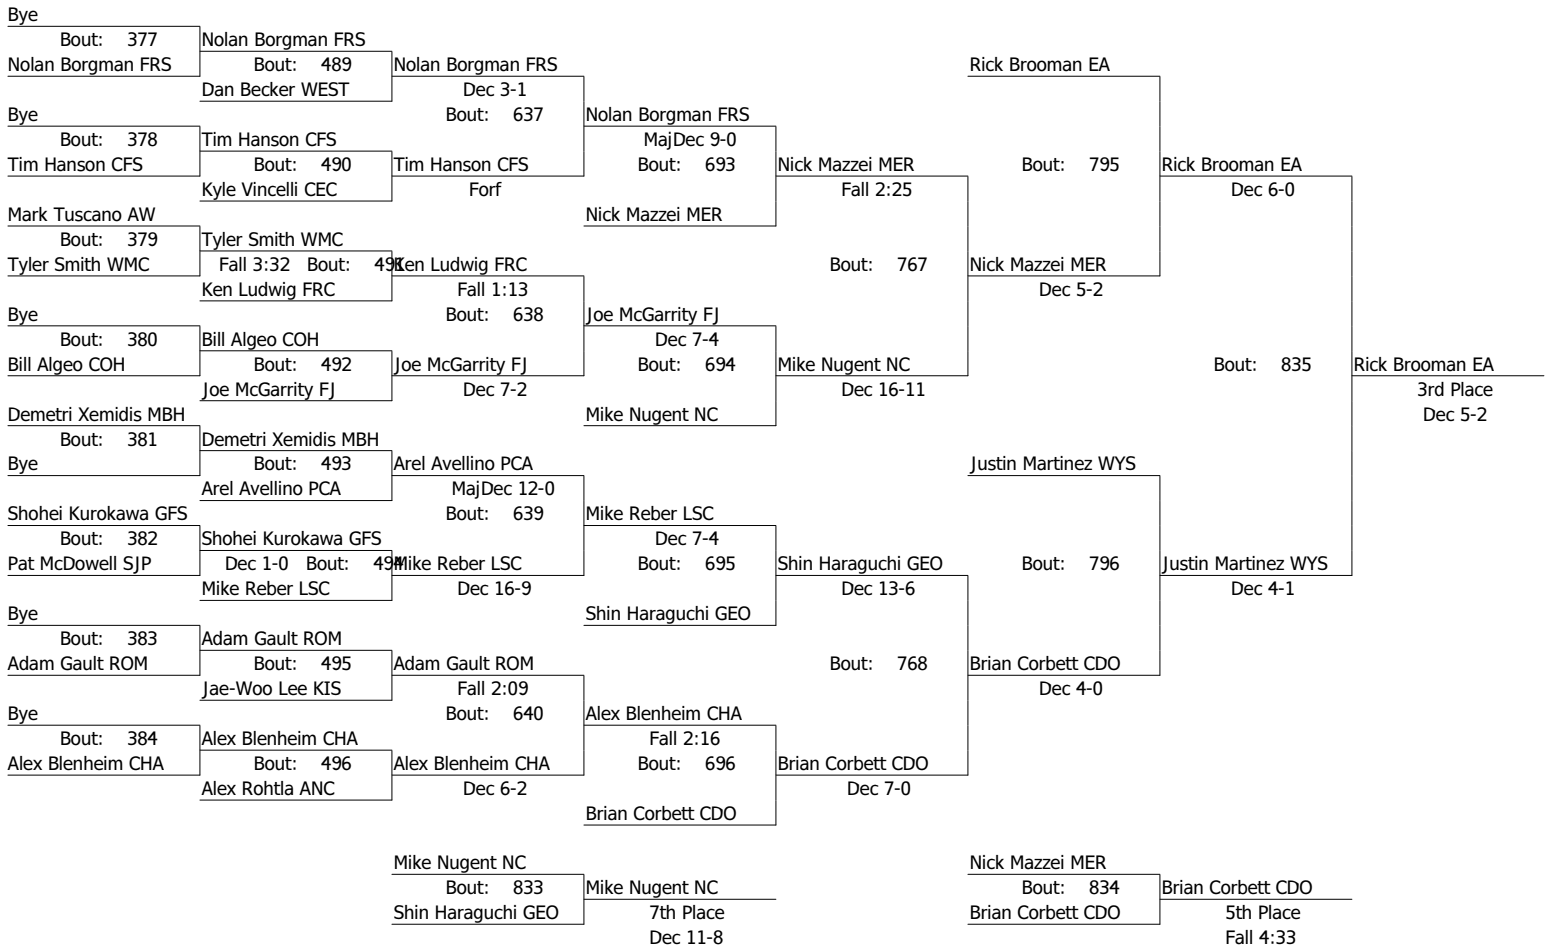 Bye
Bout: 377
Nolan Borgman FRS
Bye
Bout: 378
Tim Hanson CFS
Mark Tuscano AW
Bout: 379
Tyler Smith WMC
Bye
Bout: 380
Bill Algeo COH
Demetri Xemidis MBH
Bout: 381
Bye
Shohei Kurokawa GFS
Bout: 382
Pat McDowell SJP
Bye
Bout: 383
Adam Gault ROM
Bye
Bout: 384
Alex Blenheim CHA
Nolan Borgman FRS
Bout: 489
Dan Becker WEST
Tim Hanson CFS
Bout: 490
Kyle Vincelli CEC
Tyler Smith WMC
Fall 3:32 Bout: 491
Ken Ludwig FRC
Bill Algeo COH
Bout: 492
Joe McGarrity FJ
Demetri Xemidis MBH
Bout: 493
Arel Avellino PCA
Shohei Kurokawa GFS
Dec 1-0 Bout: 494
Mike Reber LSC
Adam Gault ROM
Bout: 495
Jae-Woo Lee KIS
Alex Blenheim CHA
Bout: 496
Alex Rohtla ANC
Nolan Borgman FRS
Dec 3-1
Bout: 637
Tim Hanson CFS
Forf
Ken Ludwig FRC
Fall 1:13
Bout: 638
Joe McGarrity FJ
Dec 7-2
Arel Avellino PCA
MajDec 12-0
Bout: 639
Mike Reber LSC
Dec 16-9
Adam Gault ROM
Fall 2:09
Bout: 640
Alex Blenheim CHA
Dec 6-2
Nolan Borgman FRS
MajDec 9-0
Bout: 693
Nick Mazzei MER
Joe McGarrity FJ
Dec 7-4
Bout: 694
Mike Nugent NC
Mike Reber LSC
Dec 7-4
Bout: 695
Shin Haraguchi GEO
Alex Blenheim CHA
Fall 2:16
Bout: 696
Brian Corbett CDO
Nick Mazzei MER
Fall 2:25
Bout: 767
Mike Nugent NC
Dec 16-11
Shin Haraguchi GEO
Dec 13-6
Bout: 768
Brian Corbett CDO
Dec 7-0
Rick Brooman EA
Bout: 795
Nick Mazzei MER
Dec 5-2
Justin Martinez WYS
Bout: 796
Brian Corbett CDO
Dec 4-0
Rick Brooman EA
Dec 6-0
Bout: 835
Justin Martinez WYS
Dec 4-1
Rick Brooman EA
3rd Place
Dec 5-2
Mike Nugent NC
Bout: 833
Shin Haraguchi GEO
Mike Nugent NC
7th Place
Dec 11-8
Nick Mazzei MER
Bout: 834
Brian Corbett CDO
Brian Corbett CDO
5th Place
Fall 4:33